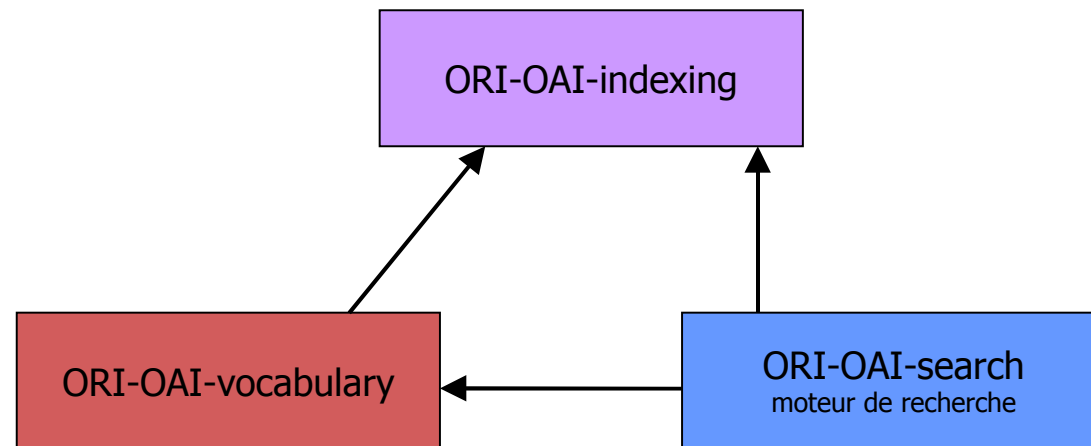 ORI-OAI-indexing
ORI-OAI-vocabulary
ORI-OAI-search
moteur de recherche